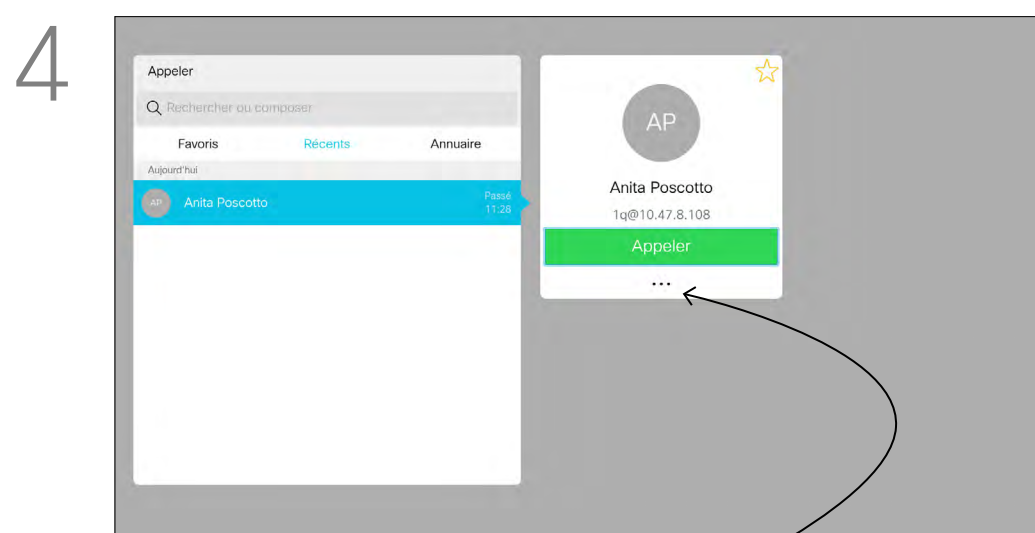 4
Appeler
Rechercher ou composer
Favoris Récents Annuaire
Aujourd'hui
AP Anita Poscotto Passé 11:28
AP
Anita Poscotto
1q@10.47.8.108
Appeler
...